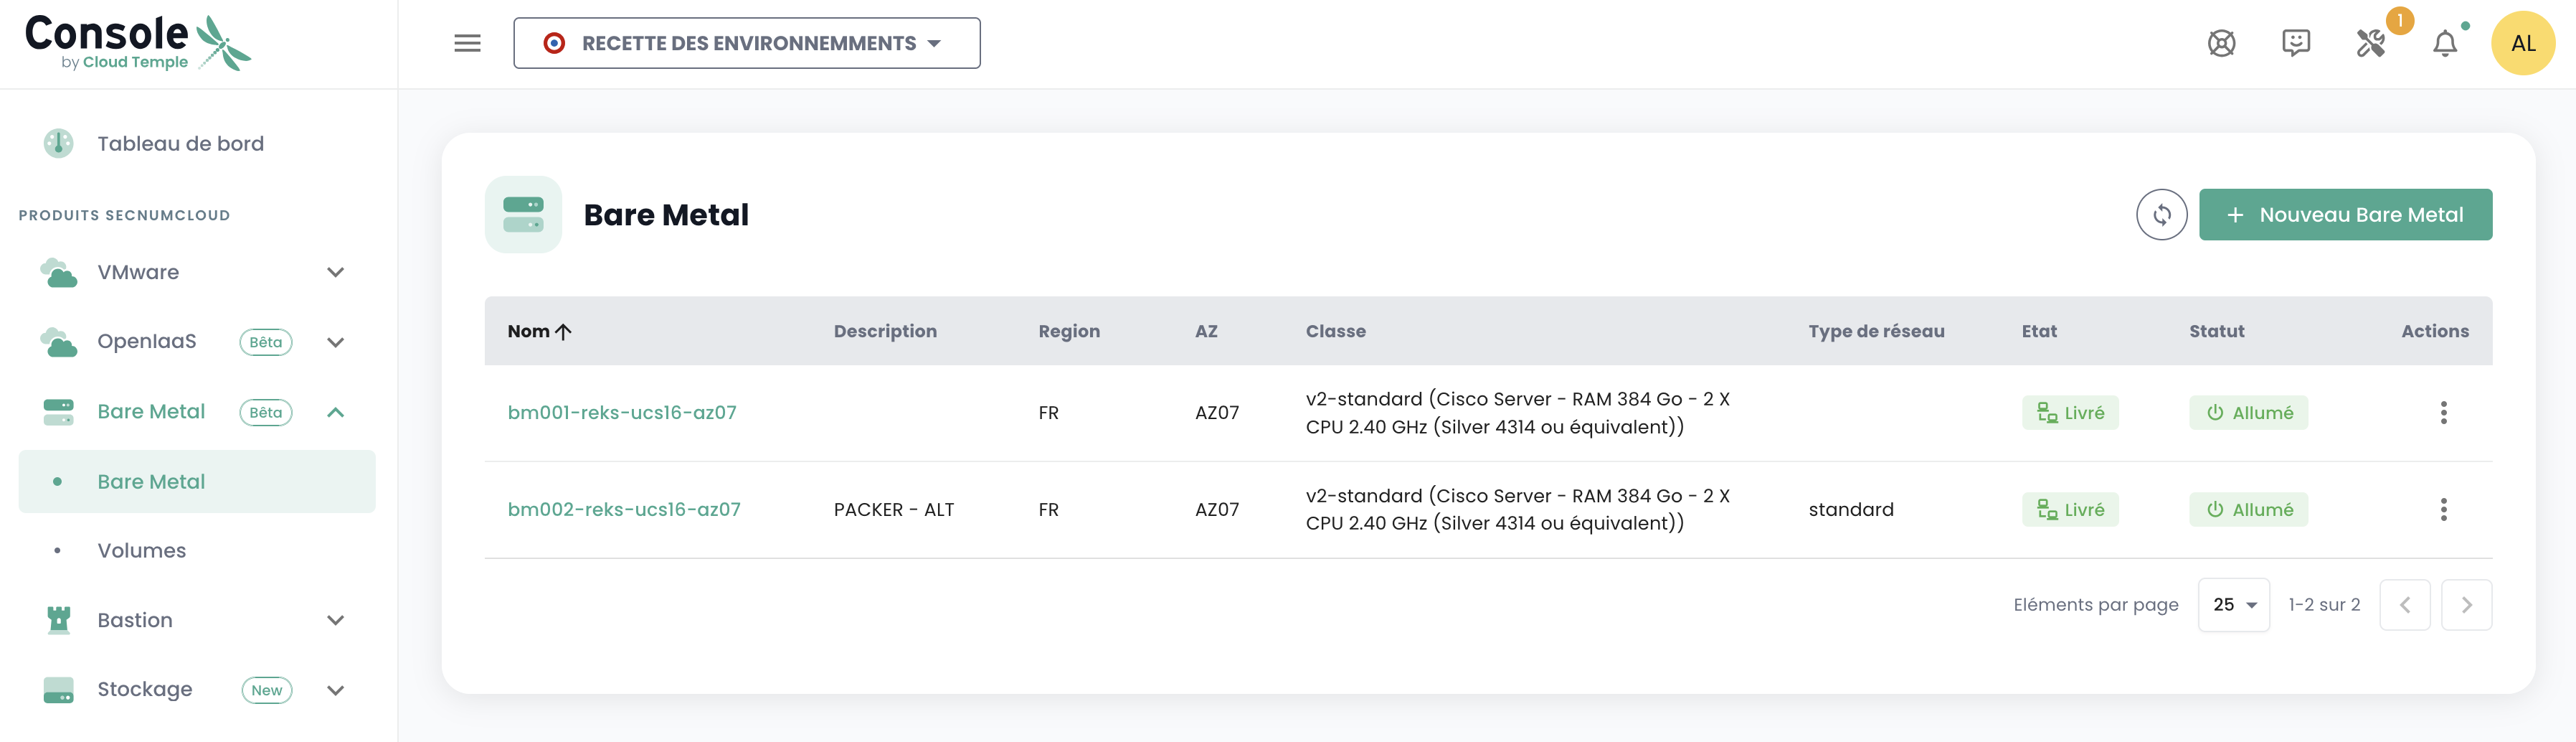 Console
by Cloud Temple
RECETTE DES ENVIRONNEMMENTS
1
AL
Tableau de bord
PRODUITS SECNUMCLOUD
VMware
OpenIaaS Bêta
Bare Metal Bêta
Bare Metal
Volumes
Bastion
Stockage New
Bare Metal
+ Nouveau Bare Metal
Nom Description Region AZ Classe Type de réseau Etat Statut Actions
bm001-reks-ucs16-az07 FR AZ07 v2-standard (Cisco Server - RAM 384 Go - 2 X
CPU 2.40 GHz (Silver 4314 ou équivalent)) Livré Allumé
bm002-reks-ucs16-az07 PACKER - ALT FR AZ07 v2-standard (Cisco Server - RAM 384 Go - 2 X
CPU 2.40 GHz (Silver 4314 ou équivalent)) standard Livré Allumé
Eléments par page 25 1-2 sur 2